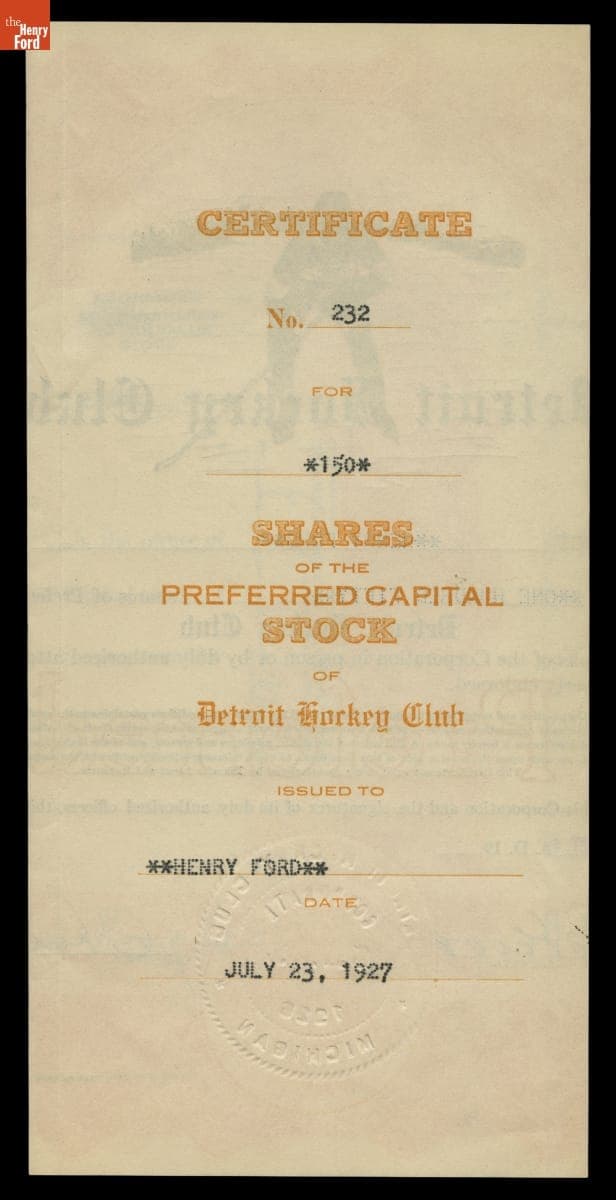 the
Henry
Ford
CERTIFICATE
No. 232
FOR
*150*
SHARES
OF THE
PREFERRED CAPITAL
STOCK
OF
Detroit Hockey Club
ISSUED TO
**HENRY FORD**
DATE
JULY 23, 1927
MICHIGAN